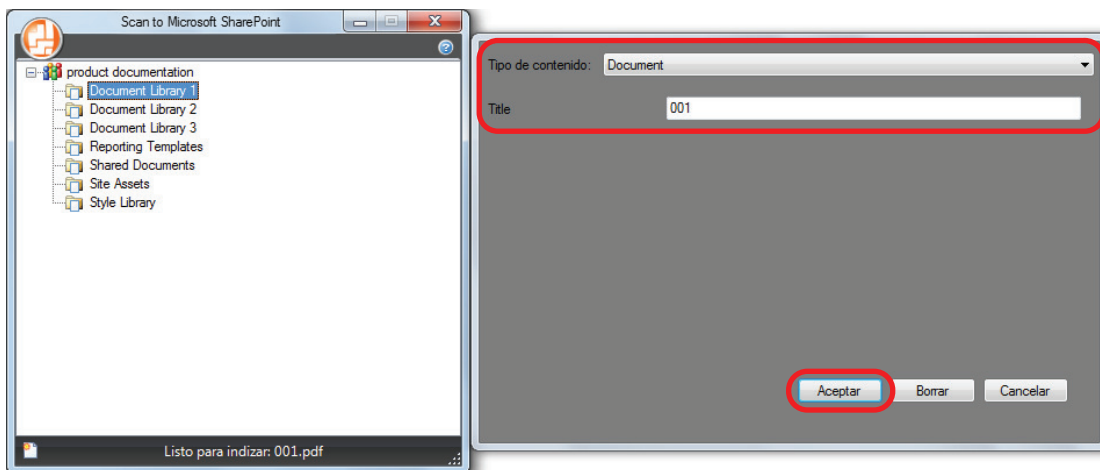 Scan to Microsoft SharePoint
product documentation
Document Library 1
Document Library 2
Document Library 3
Reporting Templates
Shared Documents
Site Assets
Style Library
Listo para indizar: 001.pdf
Tipo de contenido: Document
Title 001
Aceptar Borrar Cancelar